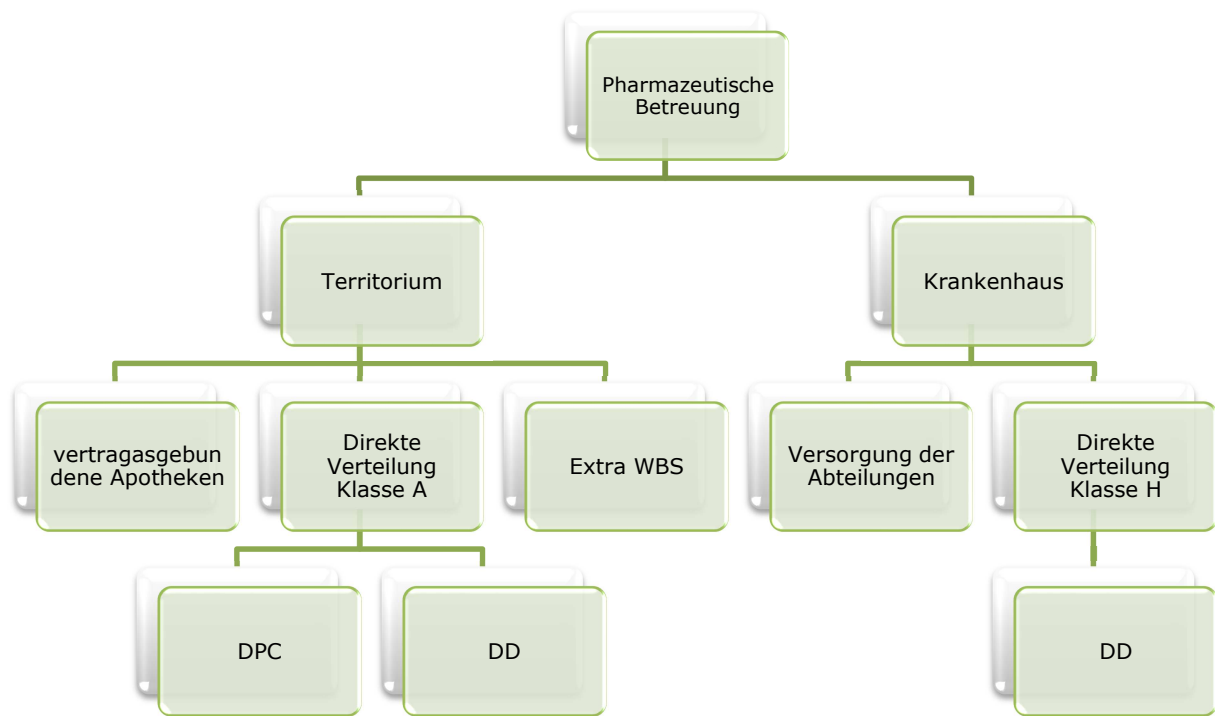 Pharmazeutische
Betreuung
Territorium
Krankenhaus
vertragasgebun
dene Apotheken
Direkte
Verteilung
Klasse A
Extra WBS
Versorgung der
Abteilungen
Direkte
Verteilung
Klasse H
DPC
DD
DD